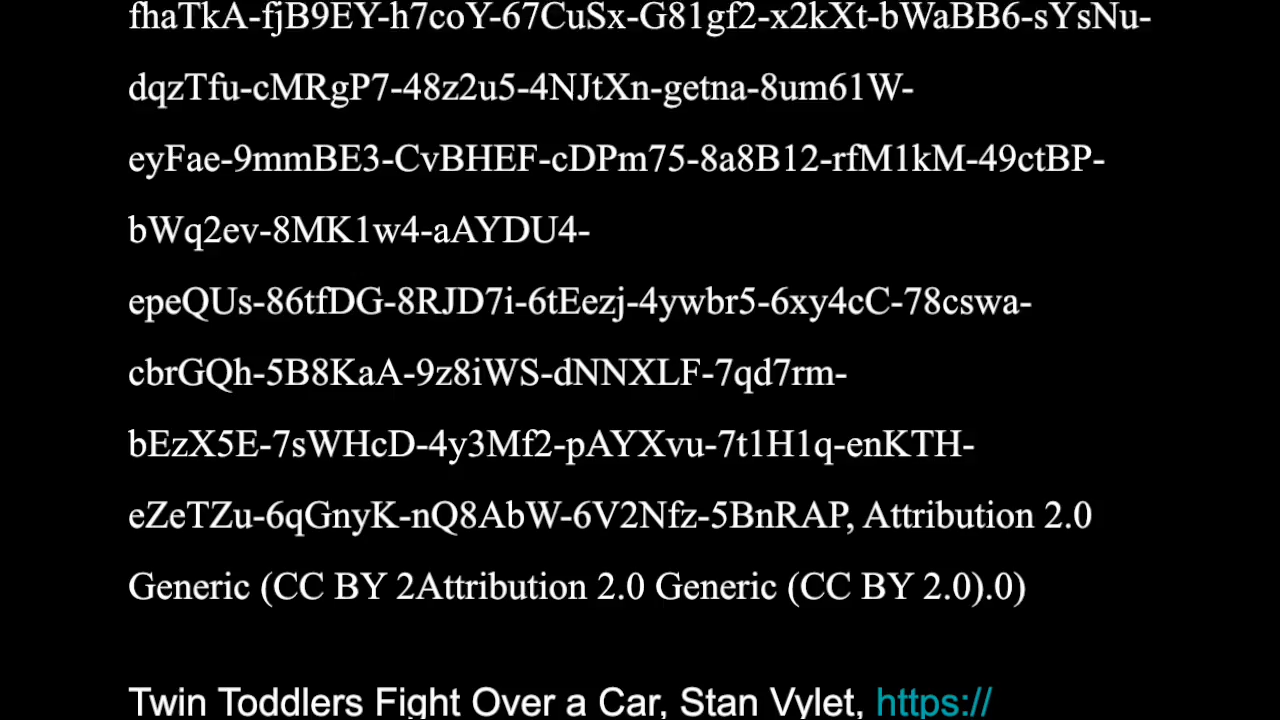 fhaTkA-fjB9EY-h7coY-67CuSx-G81gf2-x2kXt-bWaBB6-sYsNu-
dqzTfu-cMRgP7-48z2u5-4NJtXn-getna-8um61W-
eyFae-9mmBE3-CvBHEF-cDPm75-8a8B12-rfM1kM-49ctBP-
bWq2ev-8MK1w4-aAYDU4-
epeQUs-86tfDG-8RJD7i-6tEezj-4ywbr5-6xy4cC-78cswa-
cbrGQh-5B8KaA-9z8iWS-dNNXLF-7qd7rm-
bEzX5E-7sWHcD-4y3Mf2-pAYXvu-7t1H1q-enKTH-
eZeTZu-6qGnyK-nQ8AbW-6V2Nfz-5BnRAP, Attribution 2.0
Generic (CC BY 2Attribution 2.0 Generic (CC BY 2.0).0)
Twin Toddlers Fight Over a Car, Stan Vylet, https://